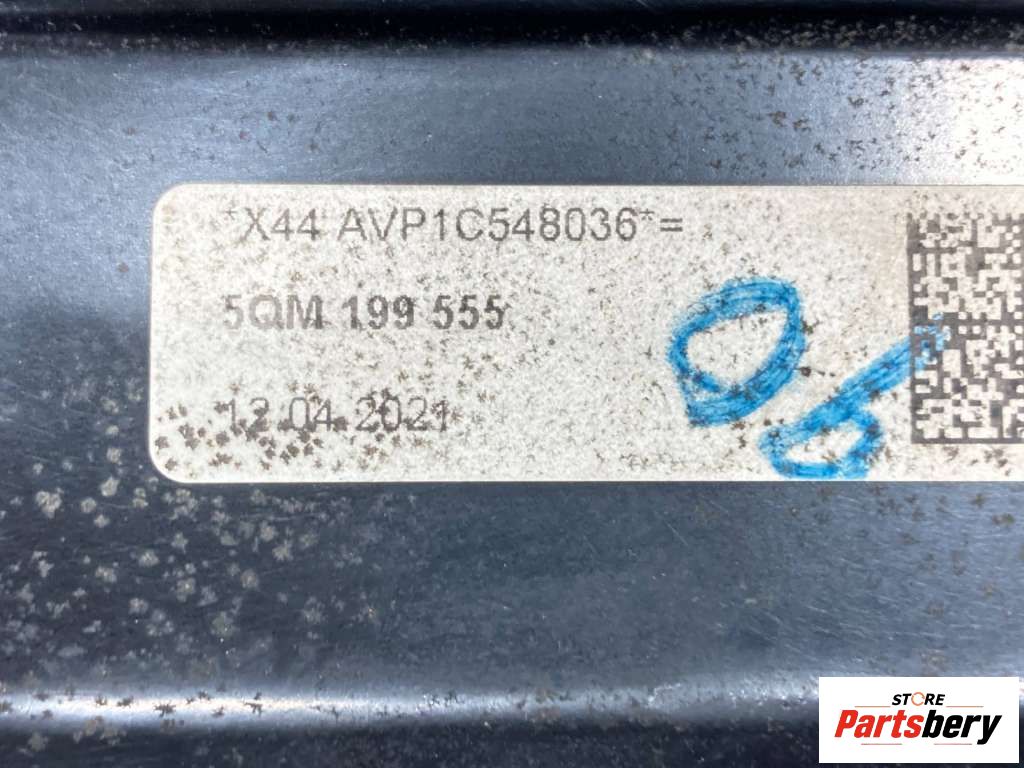 *X44 AVP1C548036*=
5QM 199 555
12.04.2021
06
STORE
Partsbery